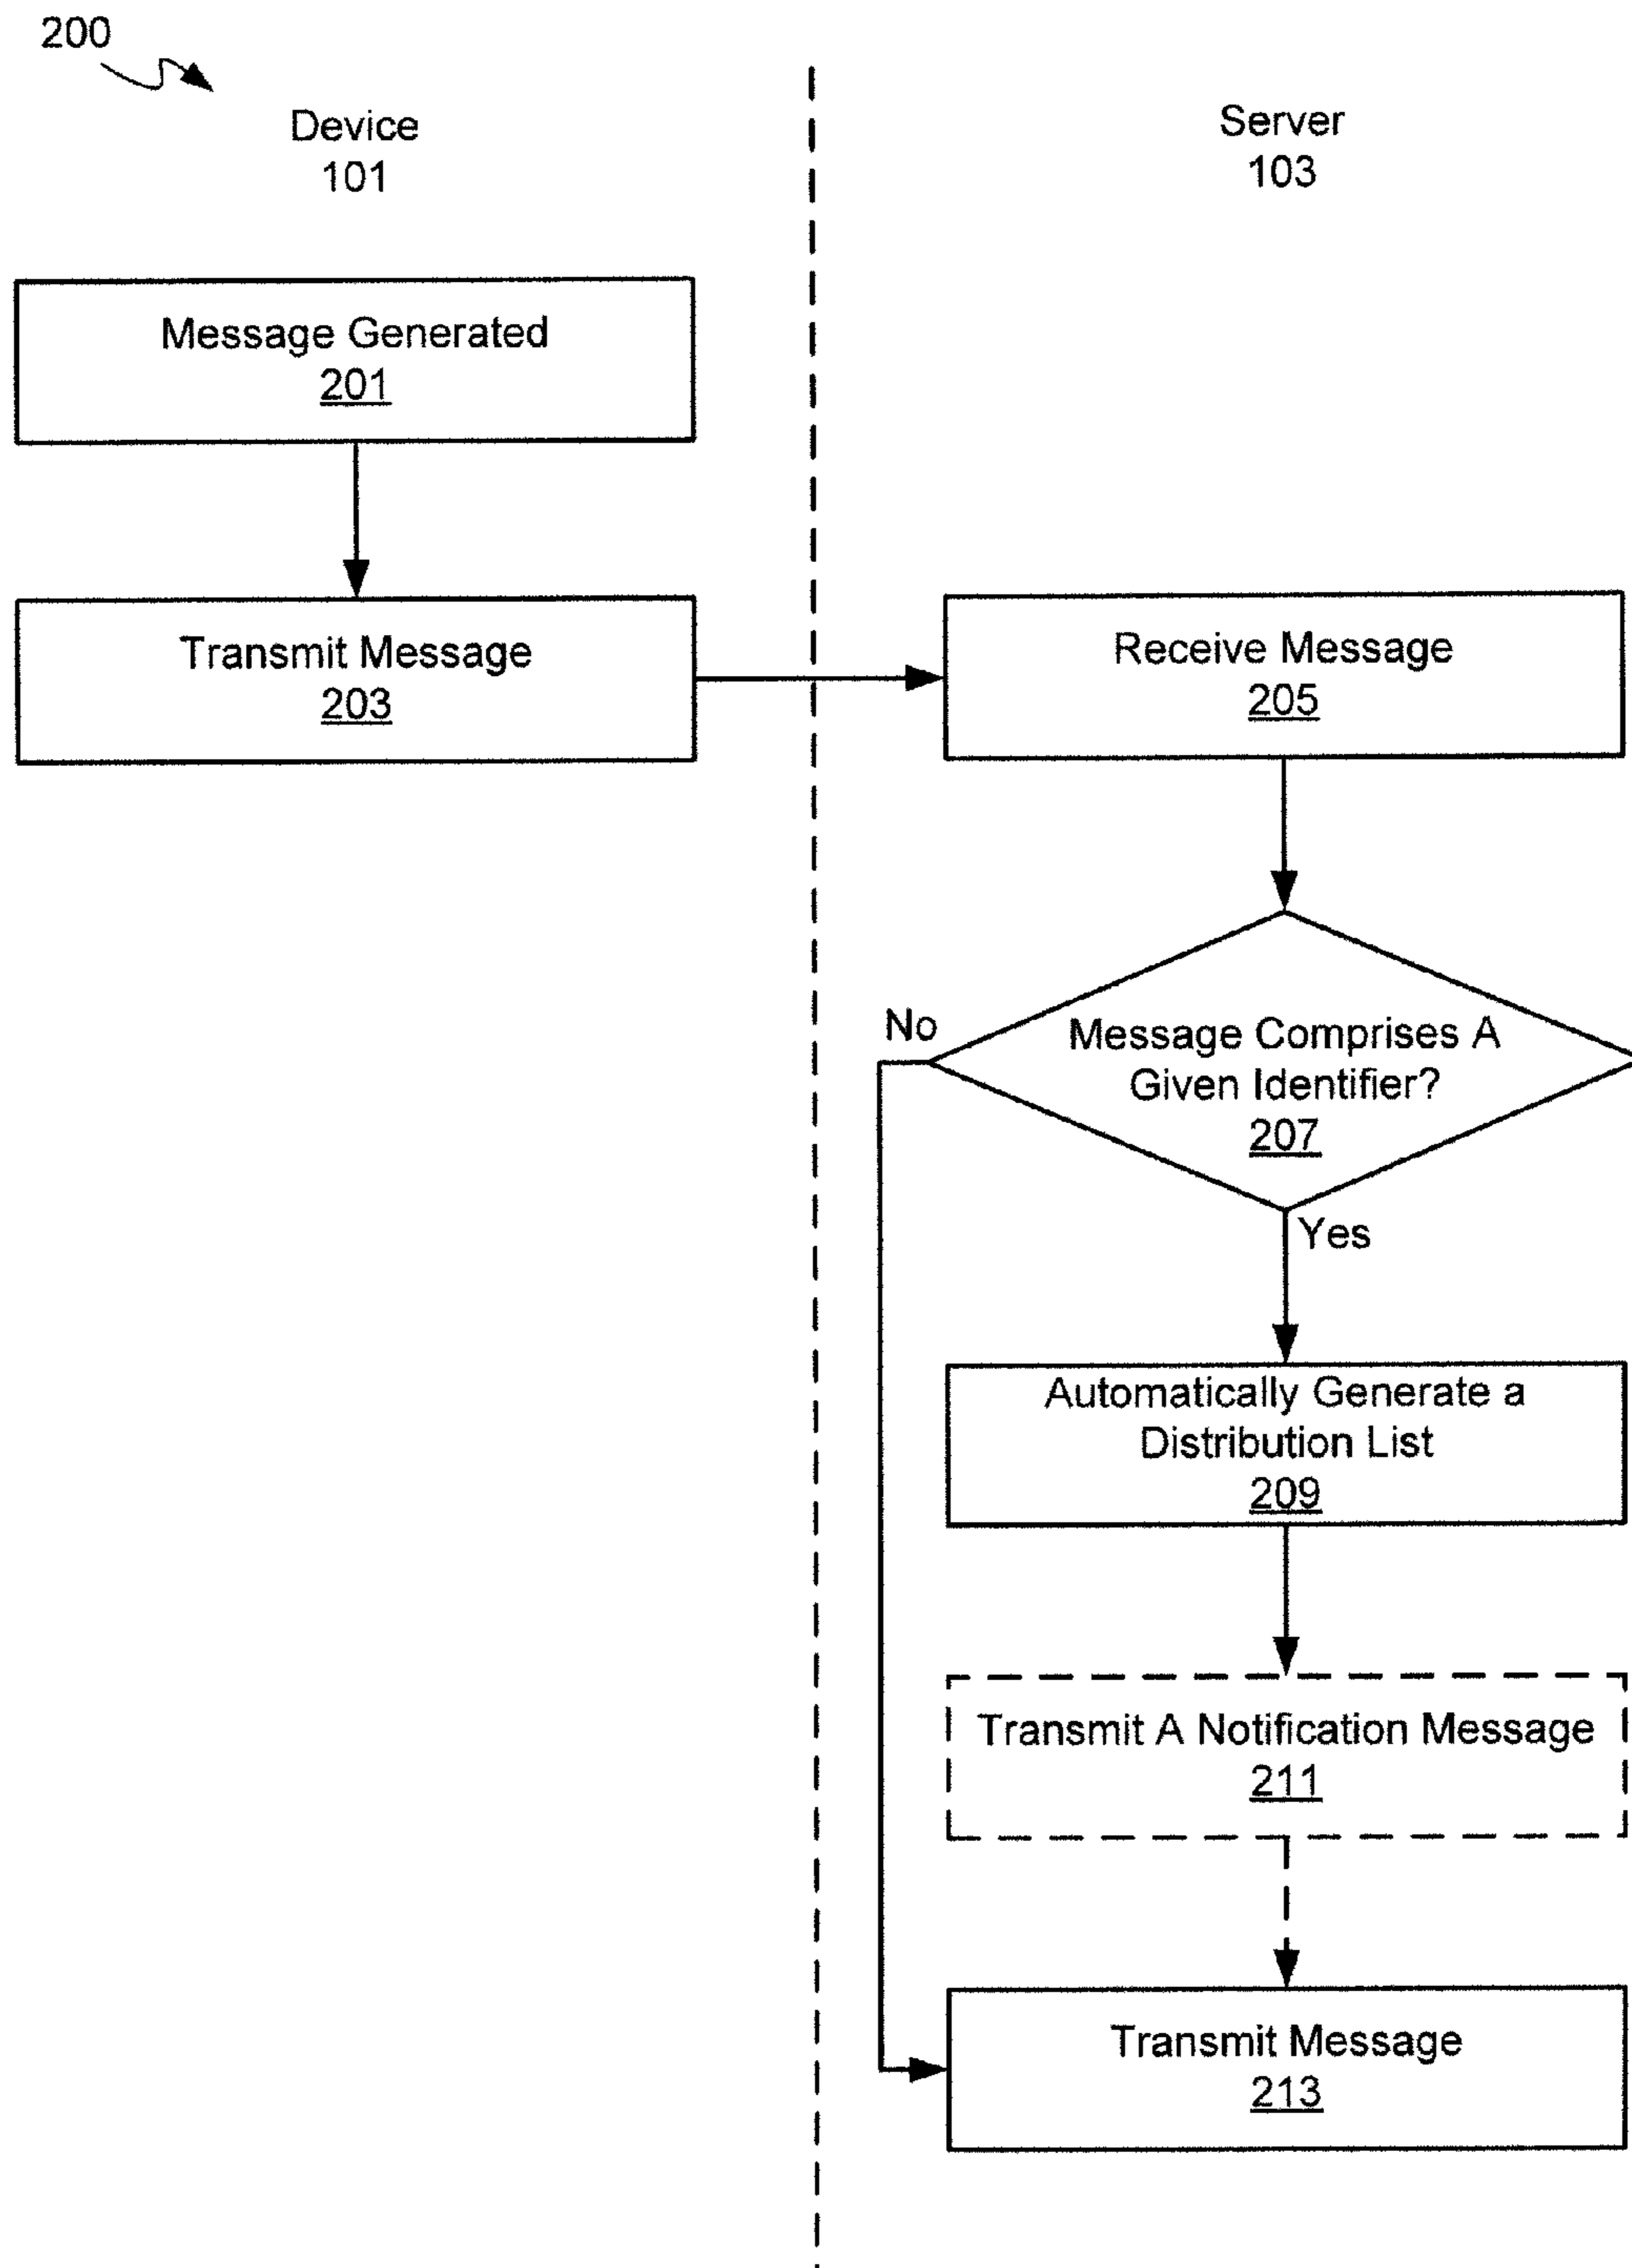 200
Device
101
Server
103
Message Generated
201
Transmit Message
203
Receive Message
205
No
Message Comprises A
Given Identifier?
207
Yes
Automatically Generate a
Distribution List
209
Transmit A Notification Message
211
Transmit Message
213